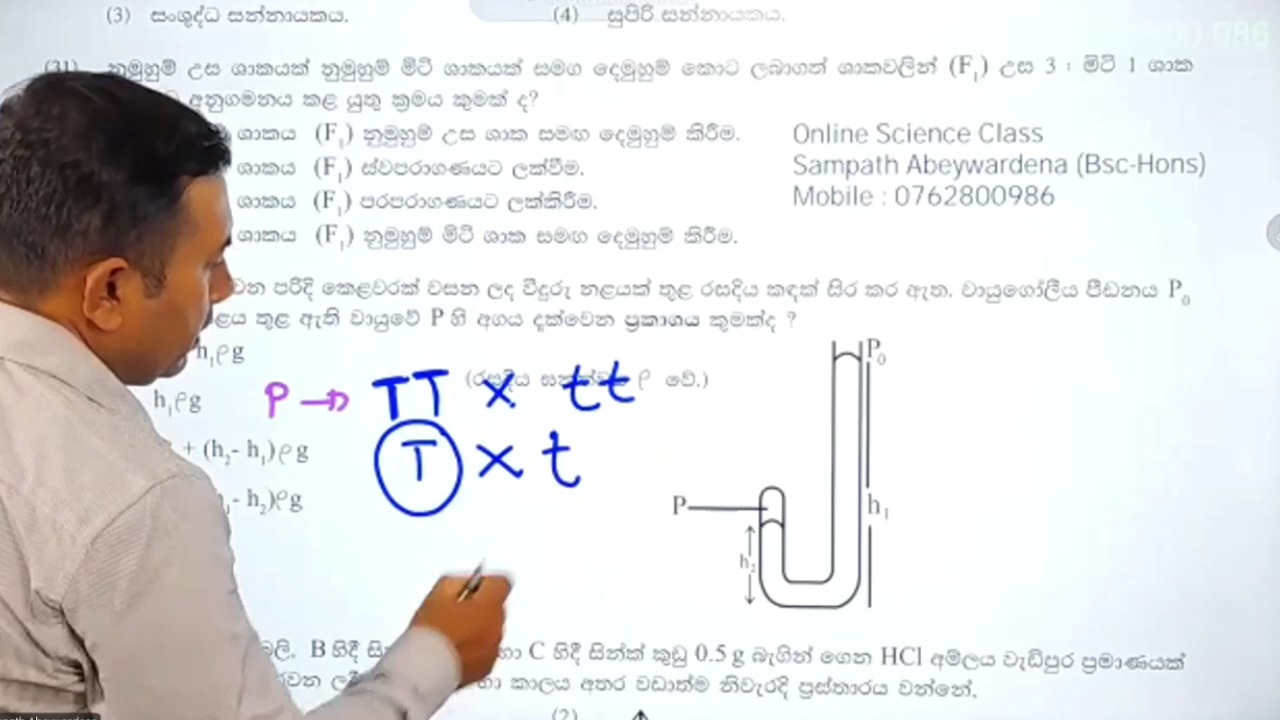 (3) සංශුද්ධ සන්නායකය. (4) සුපිරි සන්නායකය.
(31) නුමුහුම් උස ශාකයක් නුමුහුම් මිටි ශාකයක් සමග දෙමුහුම් කොට ලබාගත් ශාකවලින් (F₁) උස 3 : මිටි 1 ශාක
අනුගමනය කළ යුතු ක්‍රමය කුමක් ද?
ශාකය (F₁) නුමුහුම් උස ශාක සමඟ දෙමුහුම් කිරීම.
ශාකය (F₁) ස්වපරාගණයට ලක්වීම.
ශාකය (F₁) පරපරාගණයට ලක්කිරීම.
ශාකය (F₁) නුමුහුම් මිටි ශාක සමඟ දෙමුහුම් කිරීම.
Online Science Class
Sampath Abeywardena (Bsc-Hons)
Mobile : 0762800986
පරිදි කෙළවරක් වසන ලද වීදුරු නළයක් තුළ රසදිය කඳක් සිර කර ඇත. වායුගෝලීය පීඩනය P₀
තුළ ඇති වායුවේ P හි අගය දැක්වෙන ප්‍රකාශය කුමක්ද ?
h₁ρg
(රසදිය ρ වේ.)
h₁ρg
P → TT × tt
+ (h₂- h₁)ρg
T × t
- h₂)ρg
P₀
P
h₁
h₂
B හිදී C හිදී සින්ක් කුඩු 0.5 g බැගින් ගෙන HCl අම්ලය වැඩිපුර ප්‍රමාණයක්
කාලය අතර වඩාත්ම නිවැරදි ප්‍රස්තාරය වන්නේ,
(2)